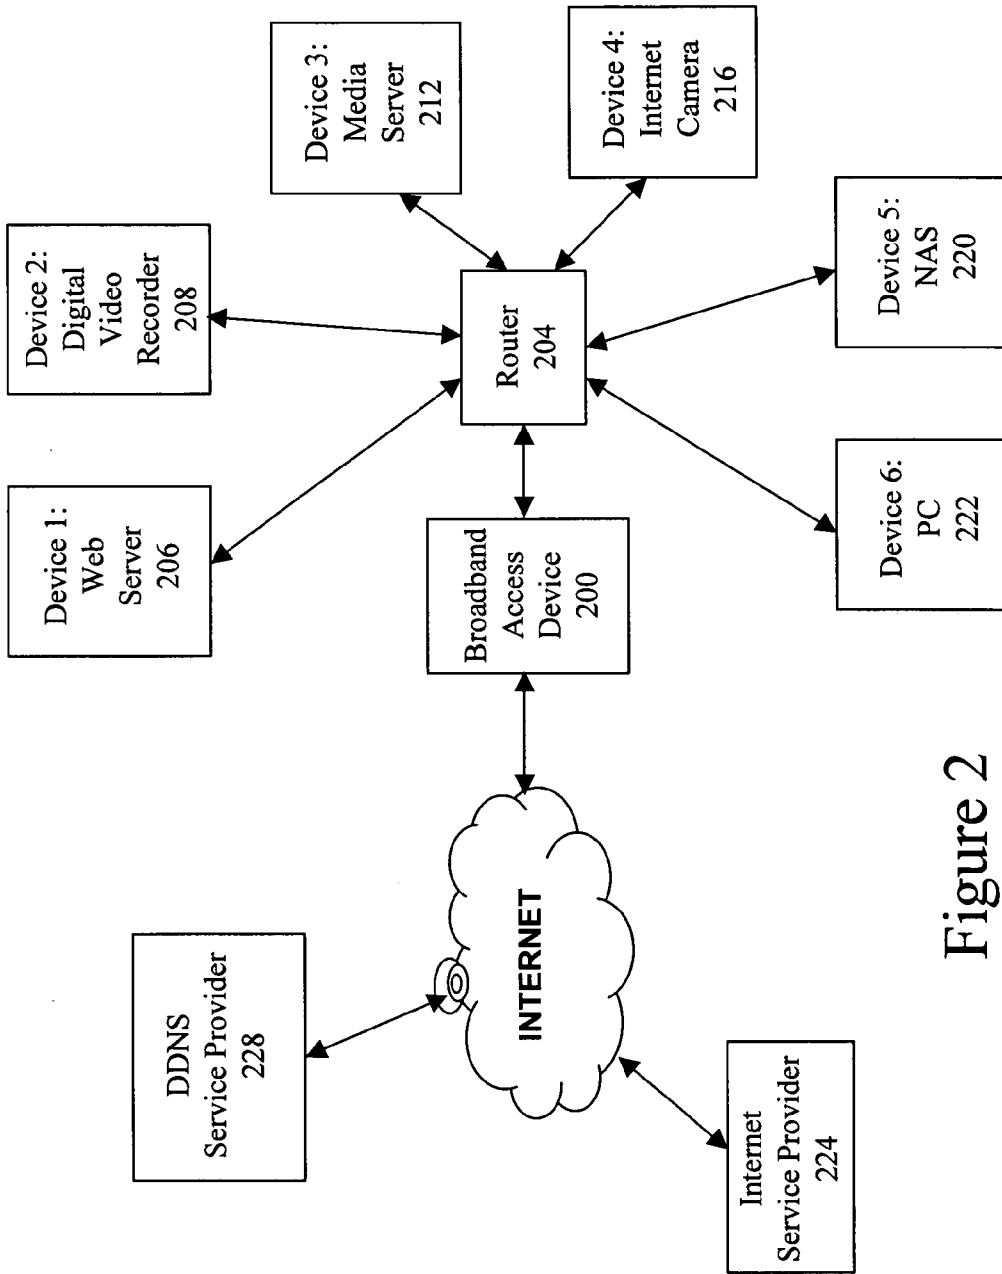 Device 1:
Web
Server
206
Device 2:
Digital
Video
Recorder
208
Device 3:
Media
Server
212
DDNS
Service Provider
228
INTERNET
Broadband
Access
Device
200
Router
204
Device 4:
Internet
Camera
216
Internet
Service Provider
224
Device 6:
PC
222
Device 5:
NAS
220
Figure 2